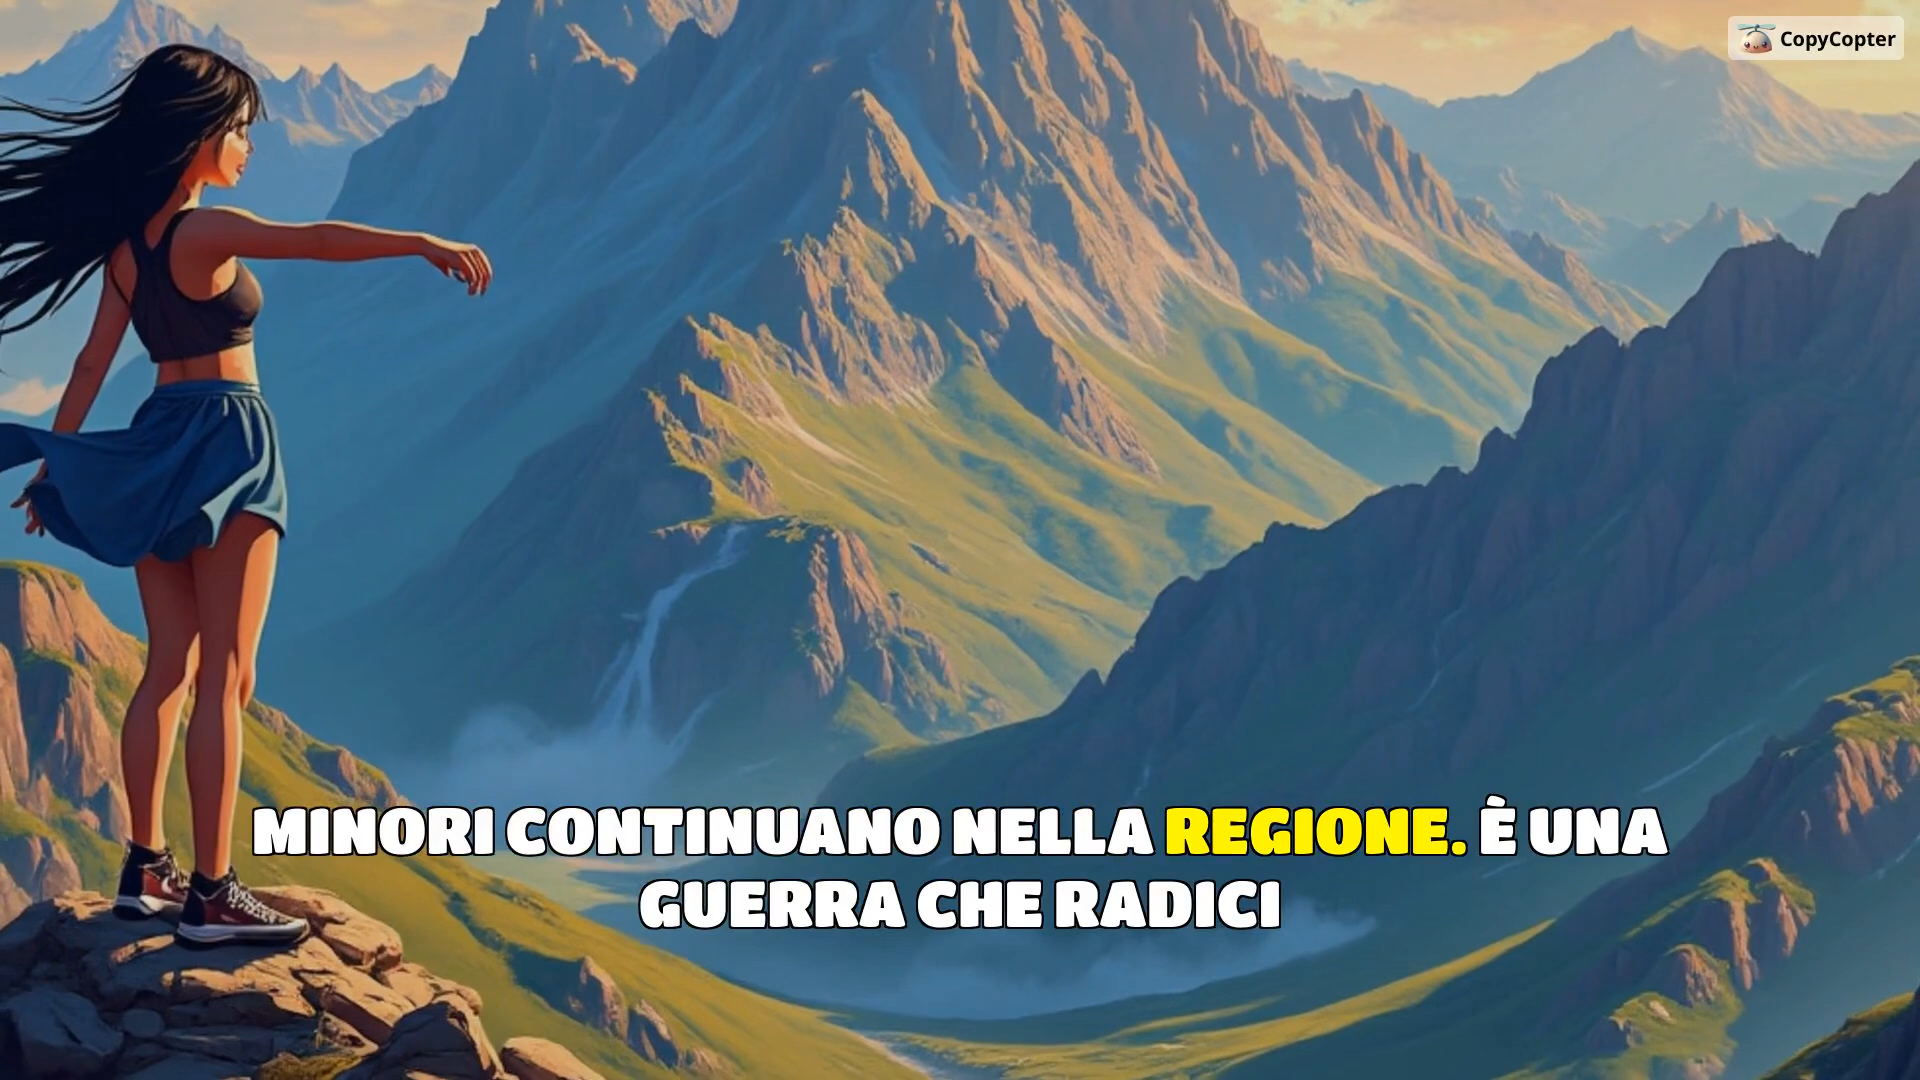 CopyCopter
MINORI CONTINUANO NELLA REGIONE. È UNA
GUERRA CHE RADICI